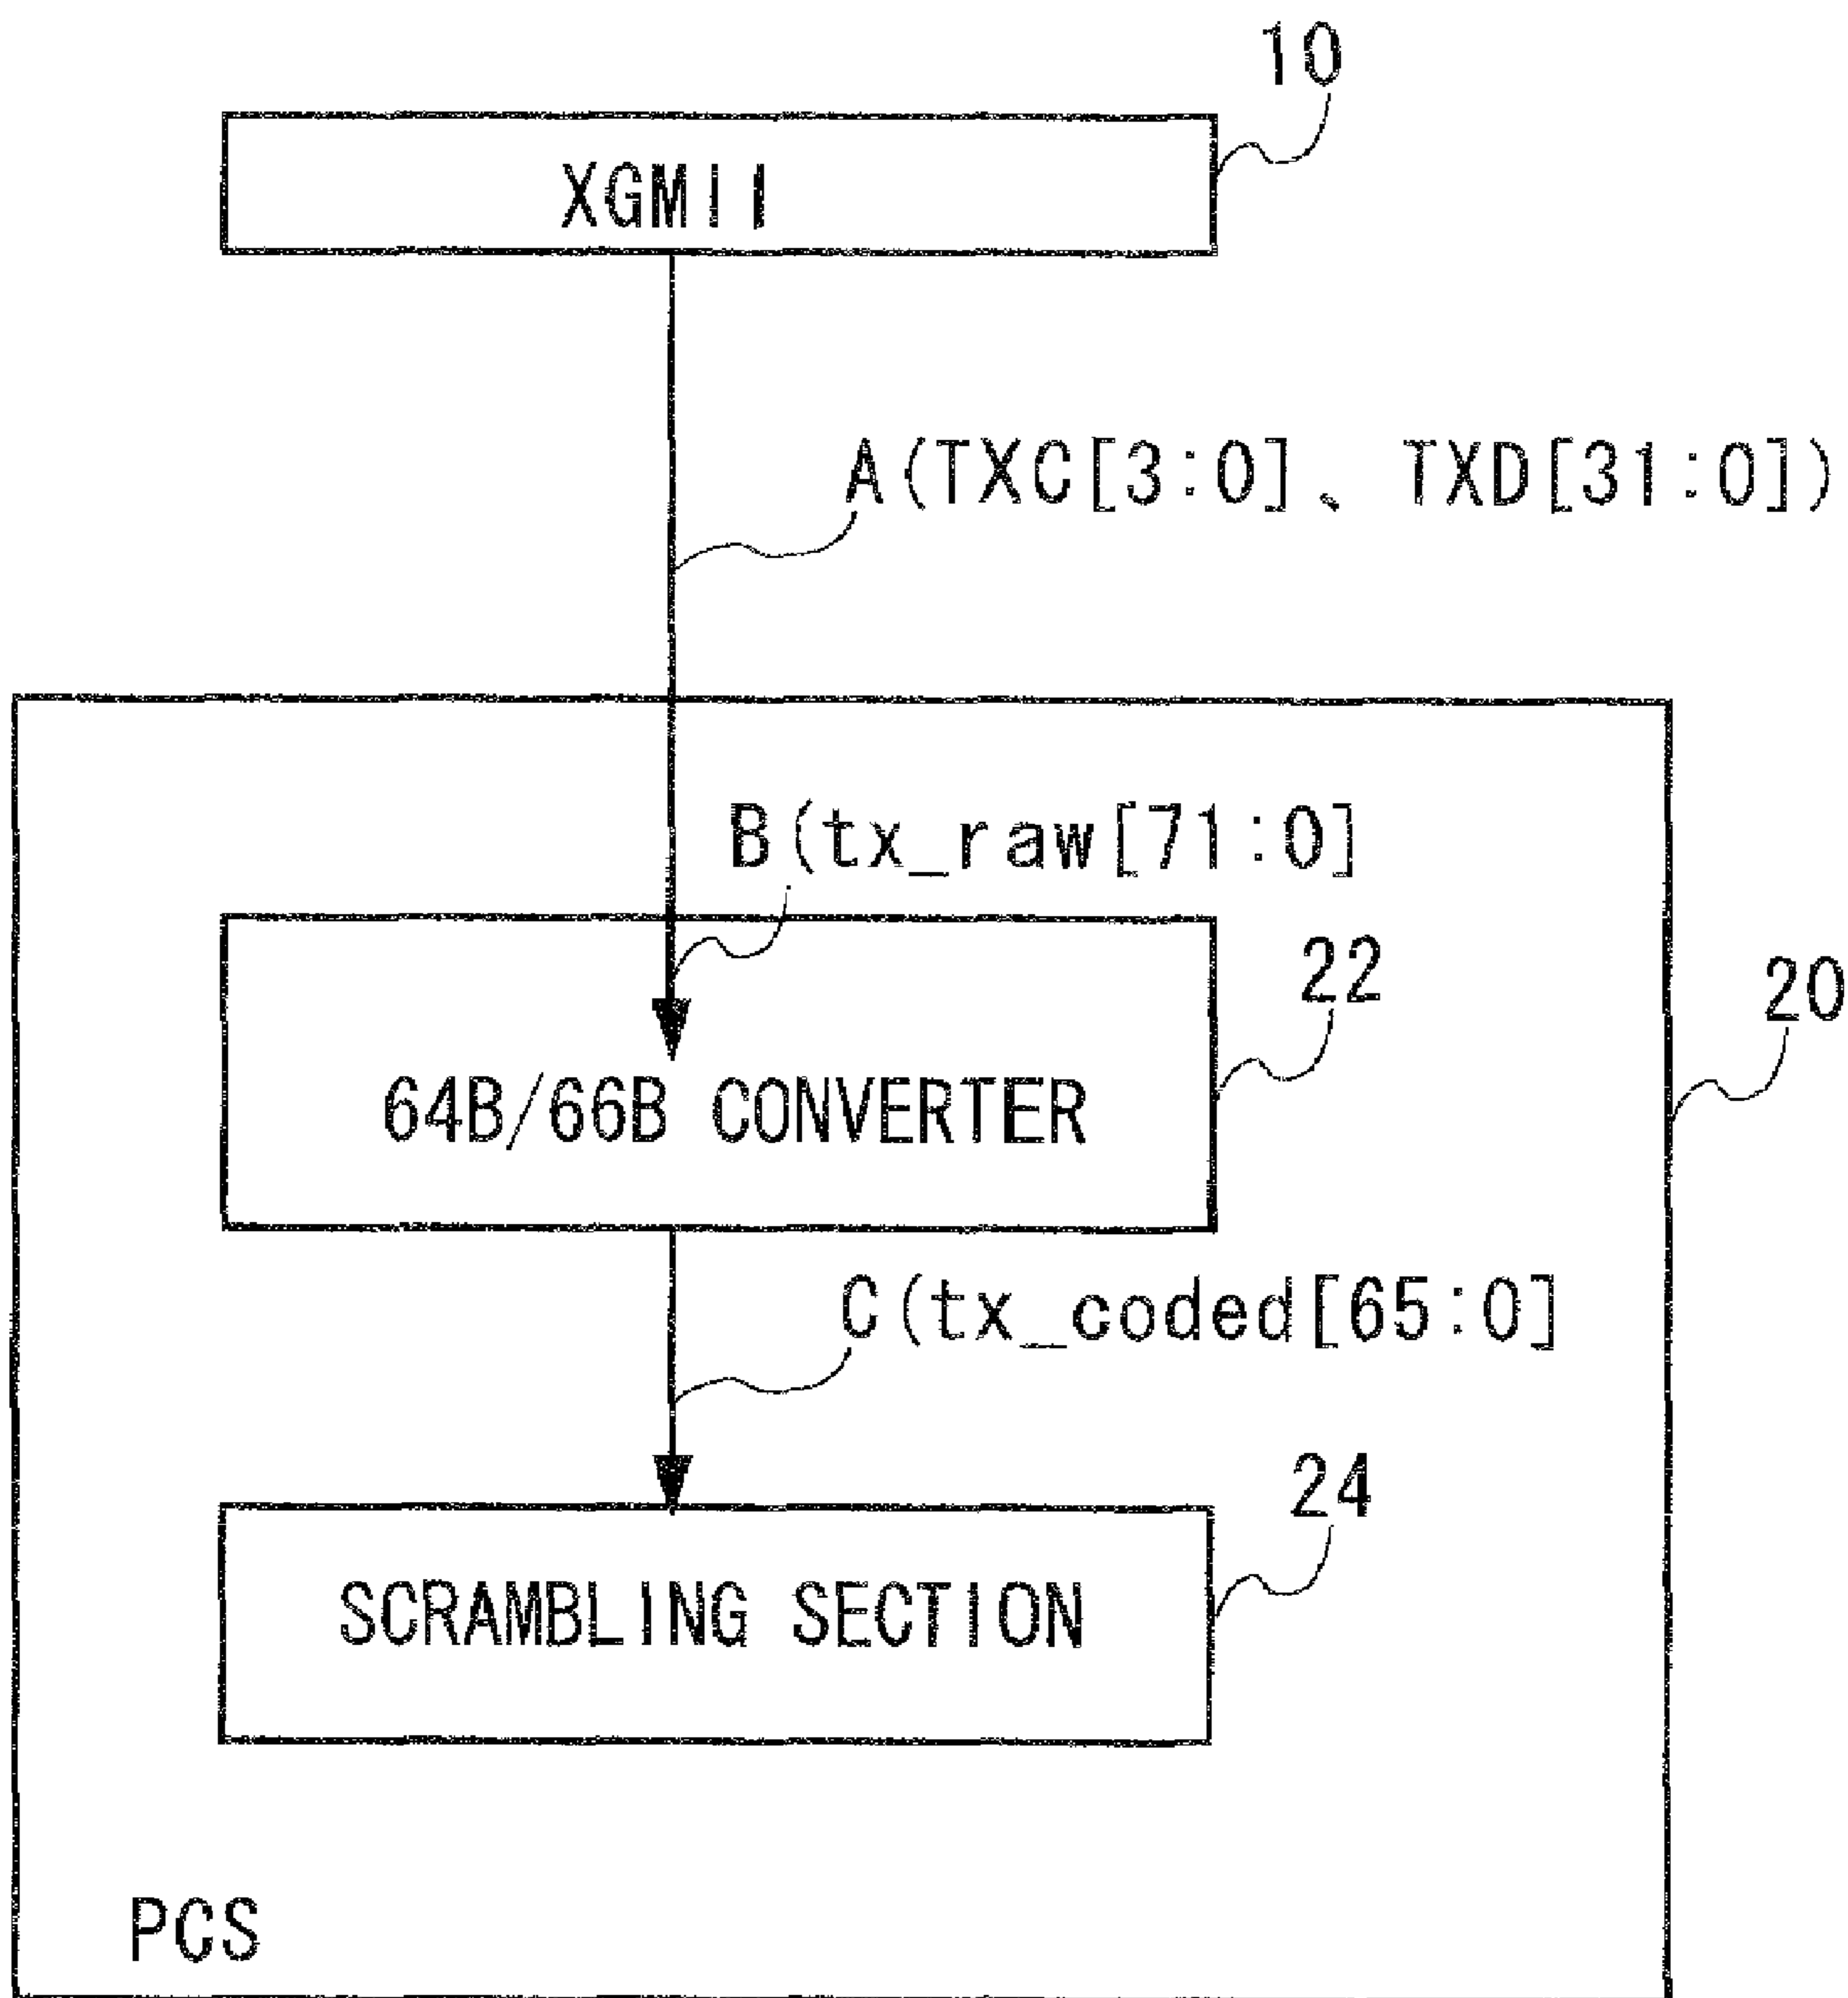 10
XGMII
A(TXC[3:0]、TXD[31:0])
B(tx_raw[71:0]
22
20
64B/66B CONVERTER
C(tx_coded[65:0]
24
SCRAMBLING SECTION
PCS